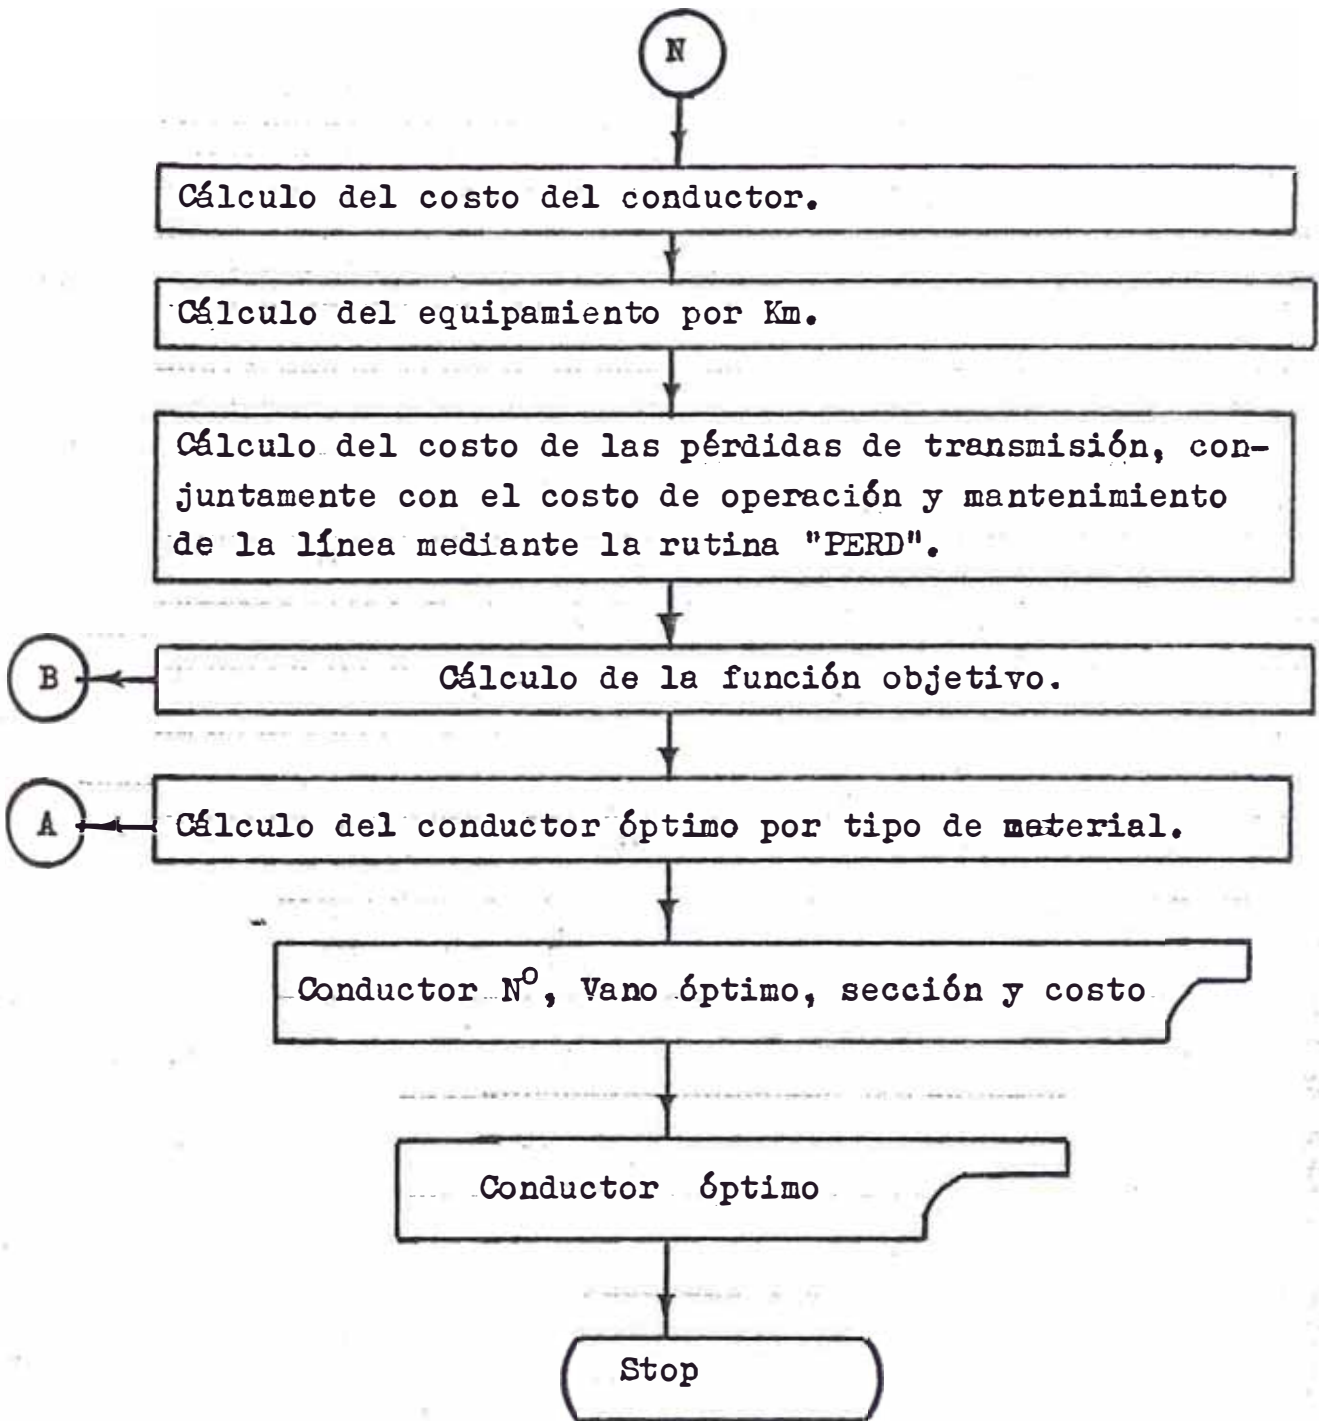 N
Cálculo del costo del conductor.
Cálculo del equipamiento por Km.
Cálculo del costo de las pérdidas de transmisión, con-
juntamente con el costo de operación y mantenimiento
de la línea mediante la rutina "PERD".
B
Cálculo de la función objetivo.
A
Cálculo del conductor óptimo por tipo de material.
Conductor Nº, Vano óptimo, sección y costo
Conductor óptimo
Stop